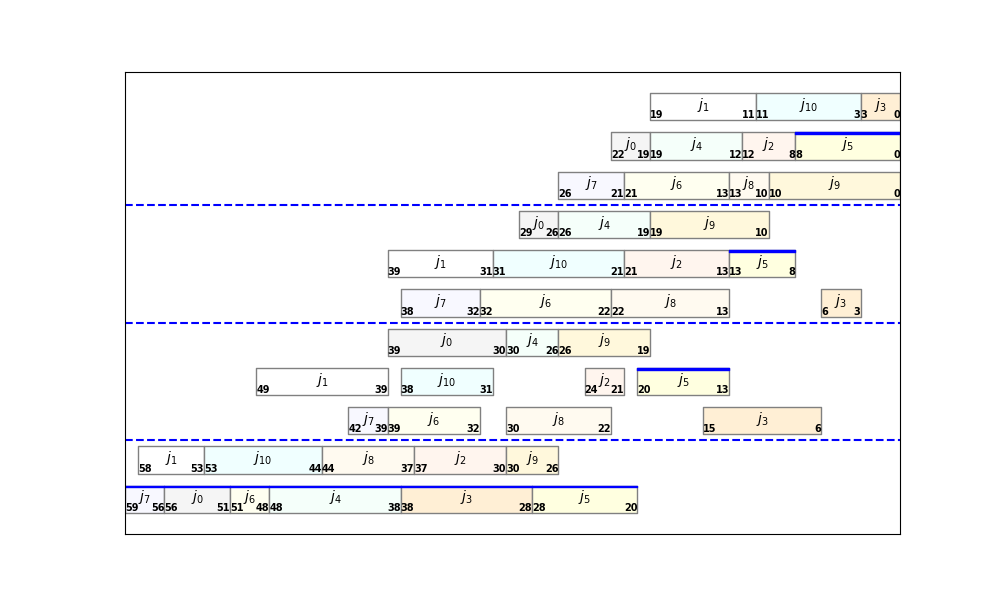 j1 j10 j3
19 11 11 3 3 0
j0 j4 j2 j5
22 19 19 12 12 8 8 0
j7 j6 j8 j9
26 21 21 13 13 10 10 0
j0 j4 j9
29 26 26 19 19 10
j1 j10 j2 j5
39 31 31 21 21 13 13 8
j7 j6 j8 j3
38 32 32 22 22 13 6 3
j0 j4 j9
39 30 30 26 26 19
j1 j10 j2 j5
49 39 38 31 24 21 20 13
j7 j6 j8 j3
42 39 39 32 30 22 15 6
j1 j10 j8 j2 j9
58 53 53 44 44 37 37 30 30 26
j7 j0 j6 j4 j3 j5
59 56 56 51 51 48 48 38 38 28 28 20